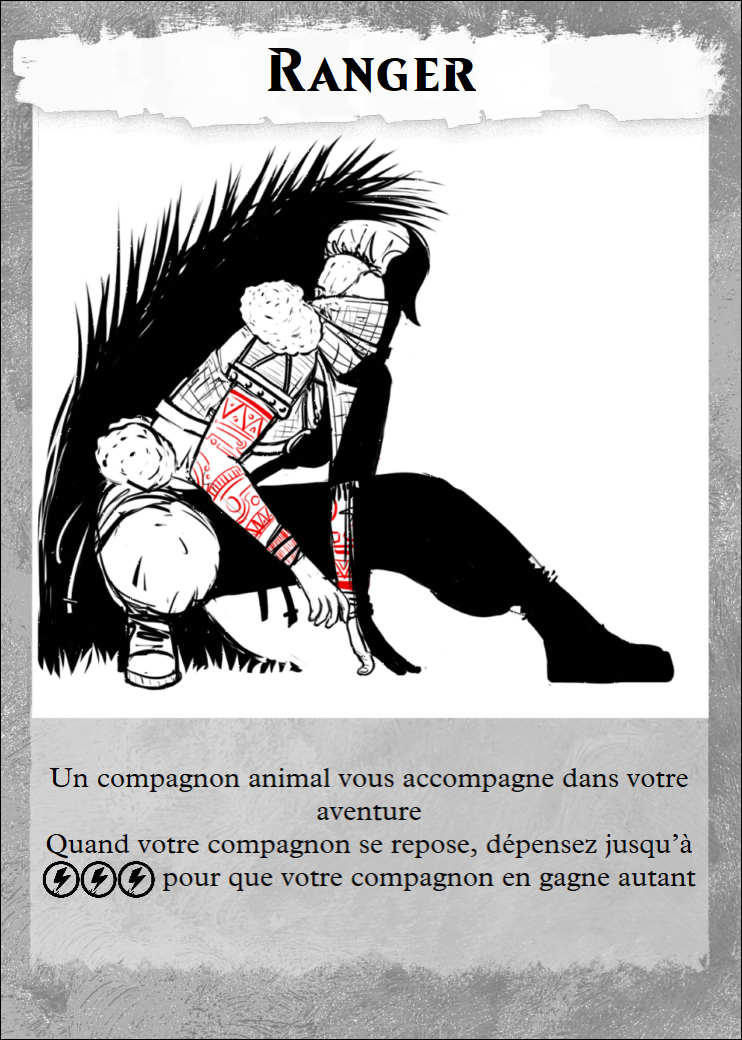 Ranger
Un compagnon animal vous accompagne dans votre
aventure
Quand votre compagnon se repose, dépensez jusqu'à
pour que votre compagnon en gagne autant